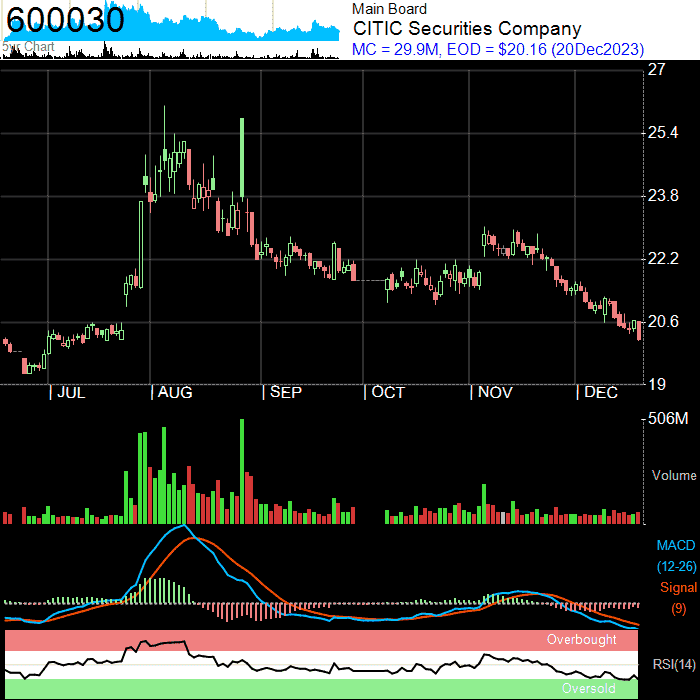 600030
5yr Chart
Main Board
CITIC Securities Company
MC = 29.9M, EOD = $20.16 (20Dec2023)
27
25.4
23.8
22.2
20.6
19
JUL
AUG
SEP
OCT
NOV
DEC
506M
Volume
MACD
(12-26)
Signal
(9)
Overbought
RSI(14)
Oversold